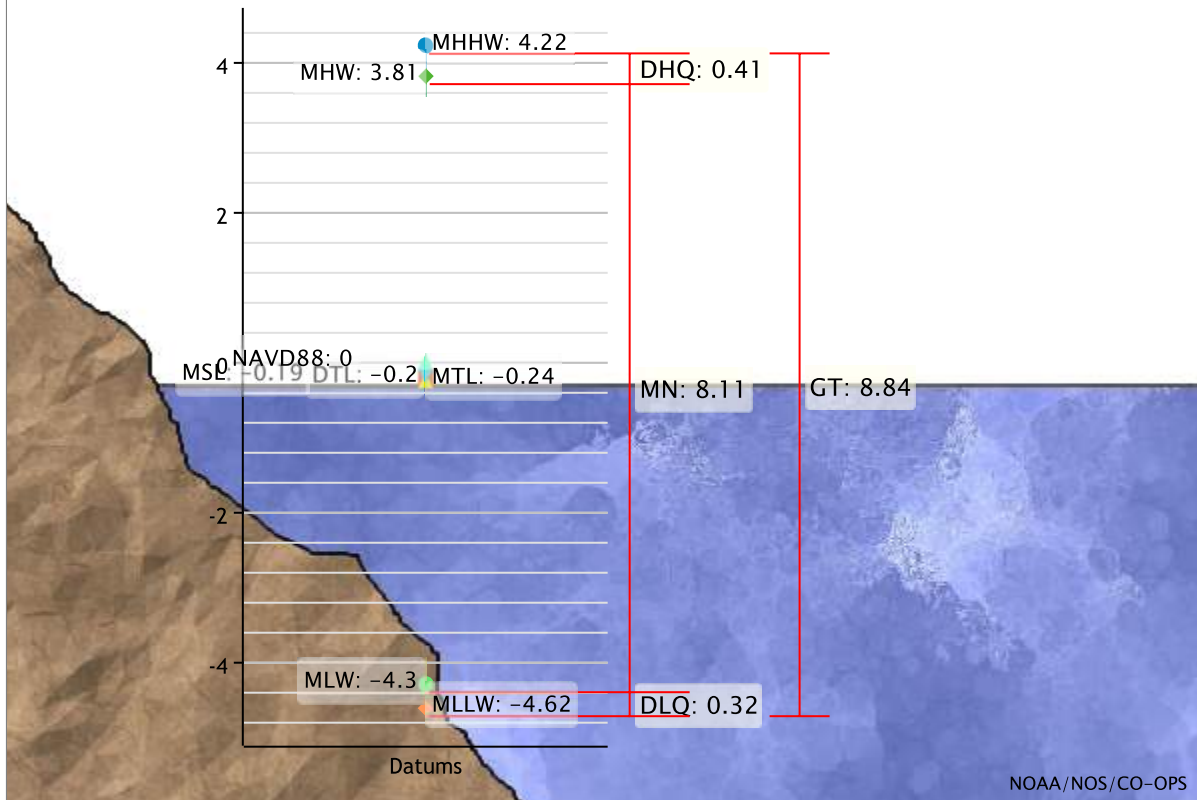 MHHW: 4.22
4
MHW: 3.81
DHQ: 0.41
2
0
NAVD88: 0
MSL: −0.19
DTL: −0.2
MTL: −0.24
MN: 8.11
GT: 8.84
-2
-4
MLW: −4.3
MLLW: −4.62
DLQ: 0.32
Datums
NOAA/NOS/CO-OPS